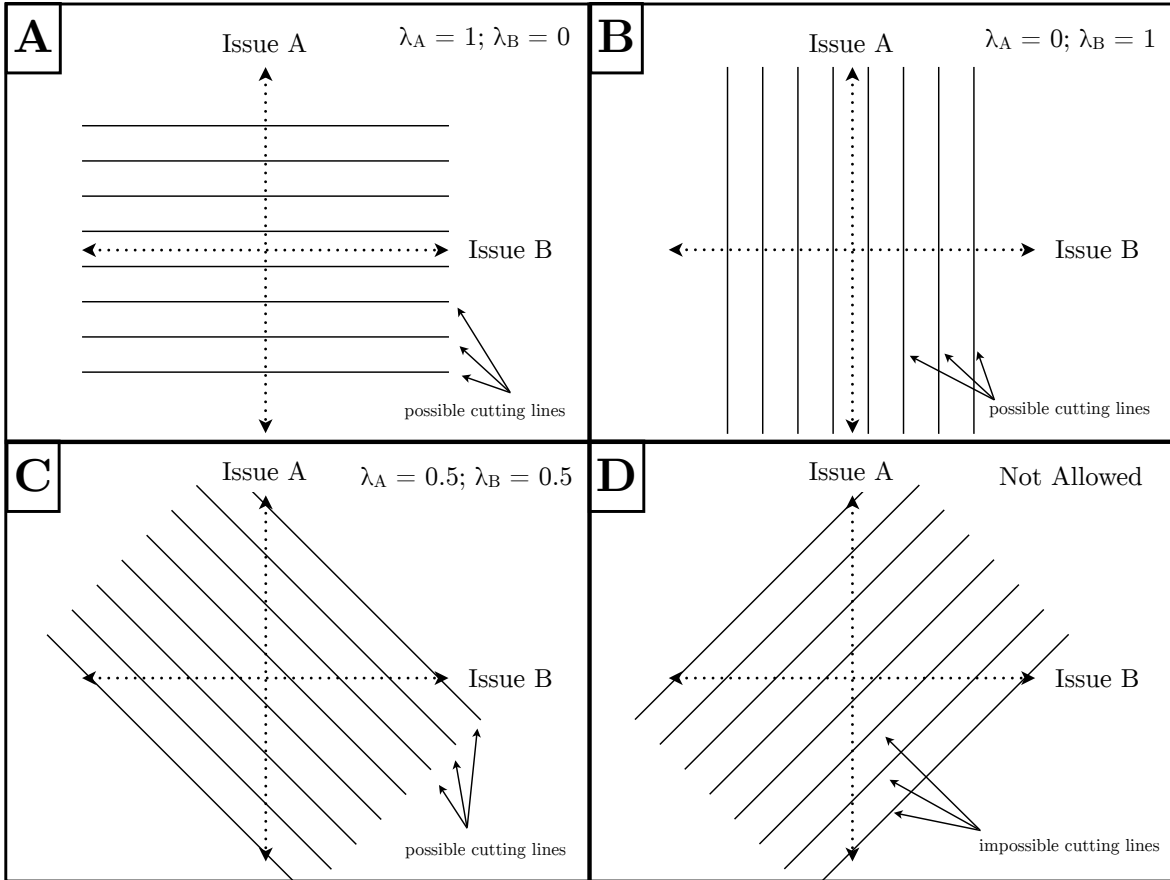 A
λA = 1; λB = 0
Issue A
Issue B
possible cutting lines
B
λA = 0; λB = 1
Issue A
Issue B
possible cutting lines
C
λA = 0.5; λB = 0.5
Issue A
Issue B
possible cutting lines
D
Not Allowed
Issue A
Issue B
impossible cutting lines